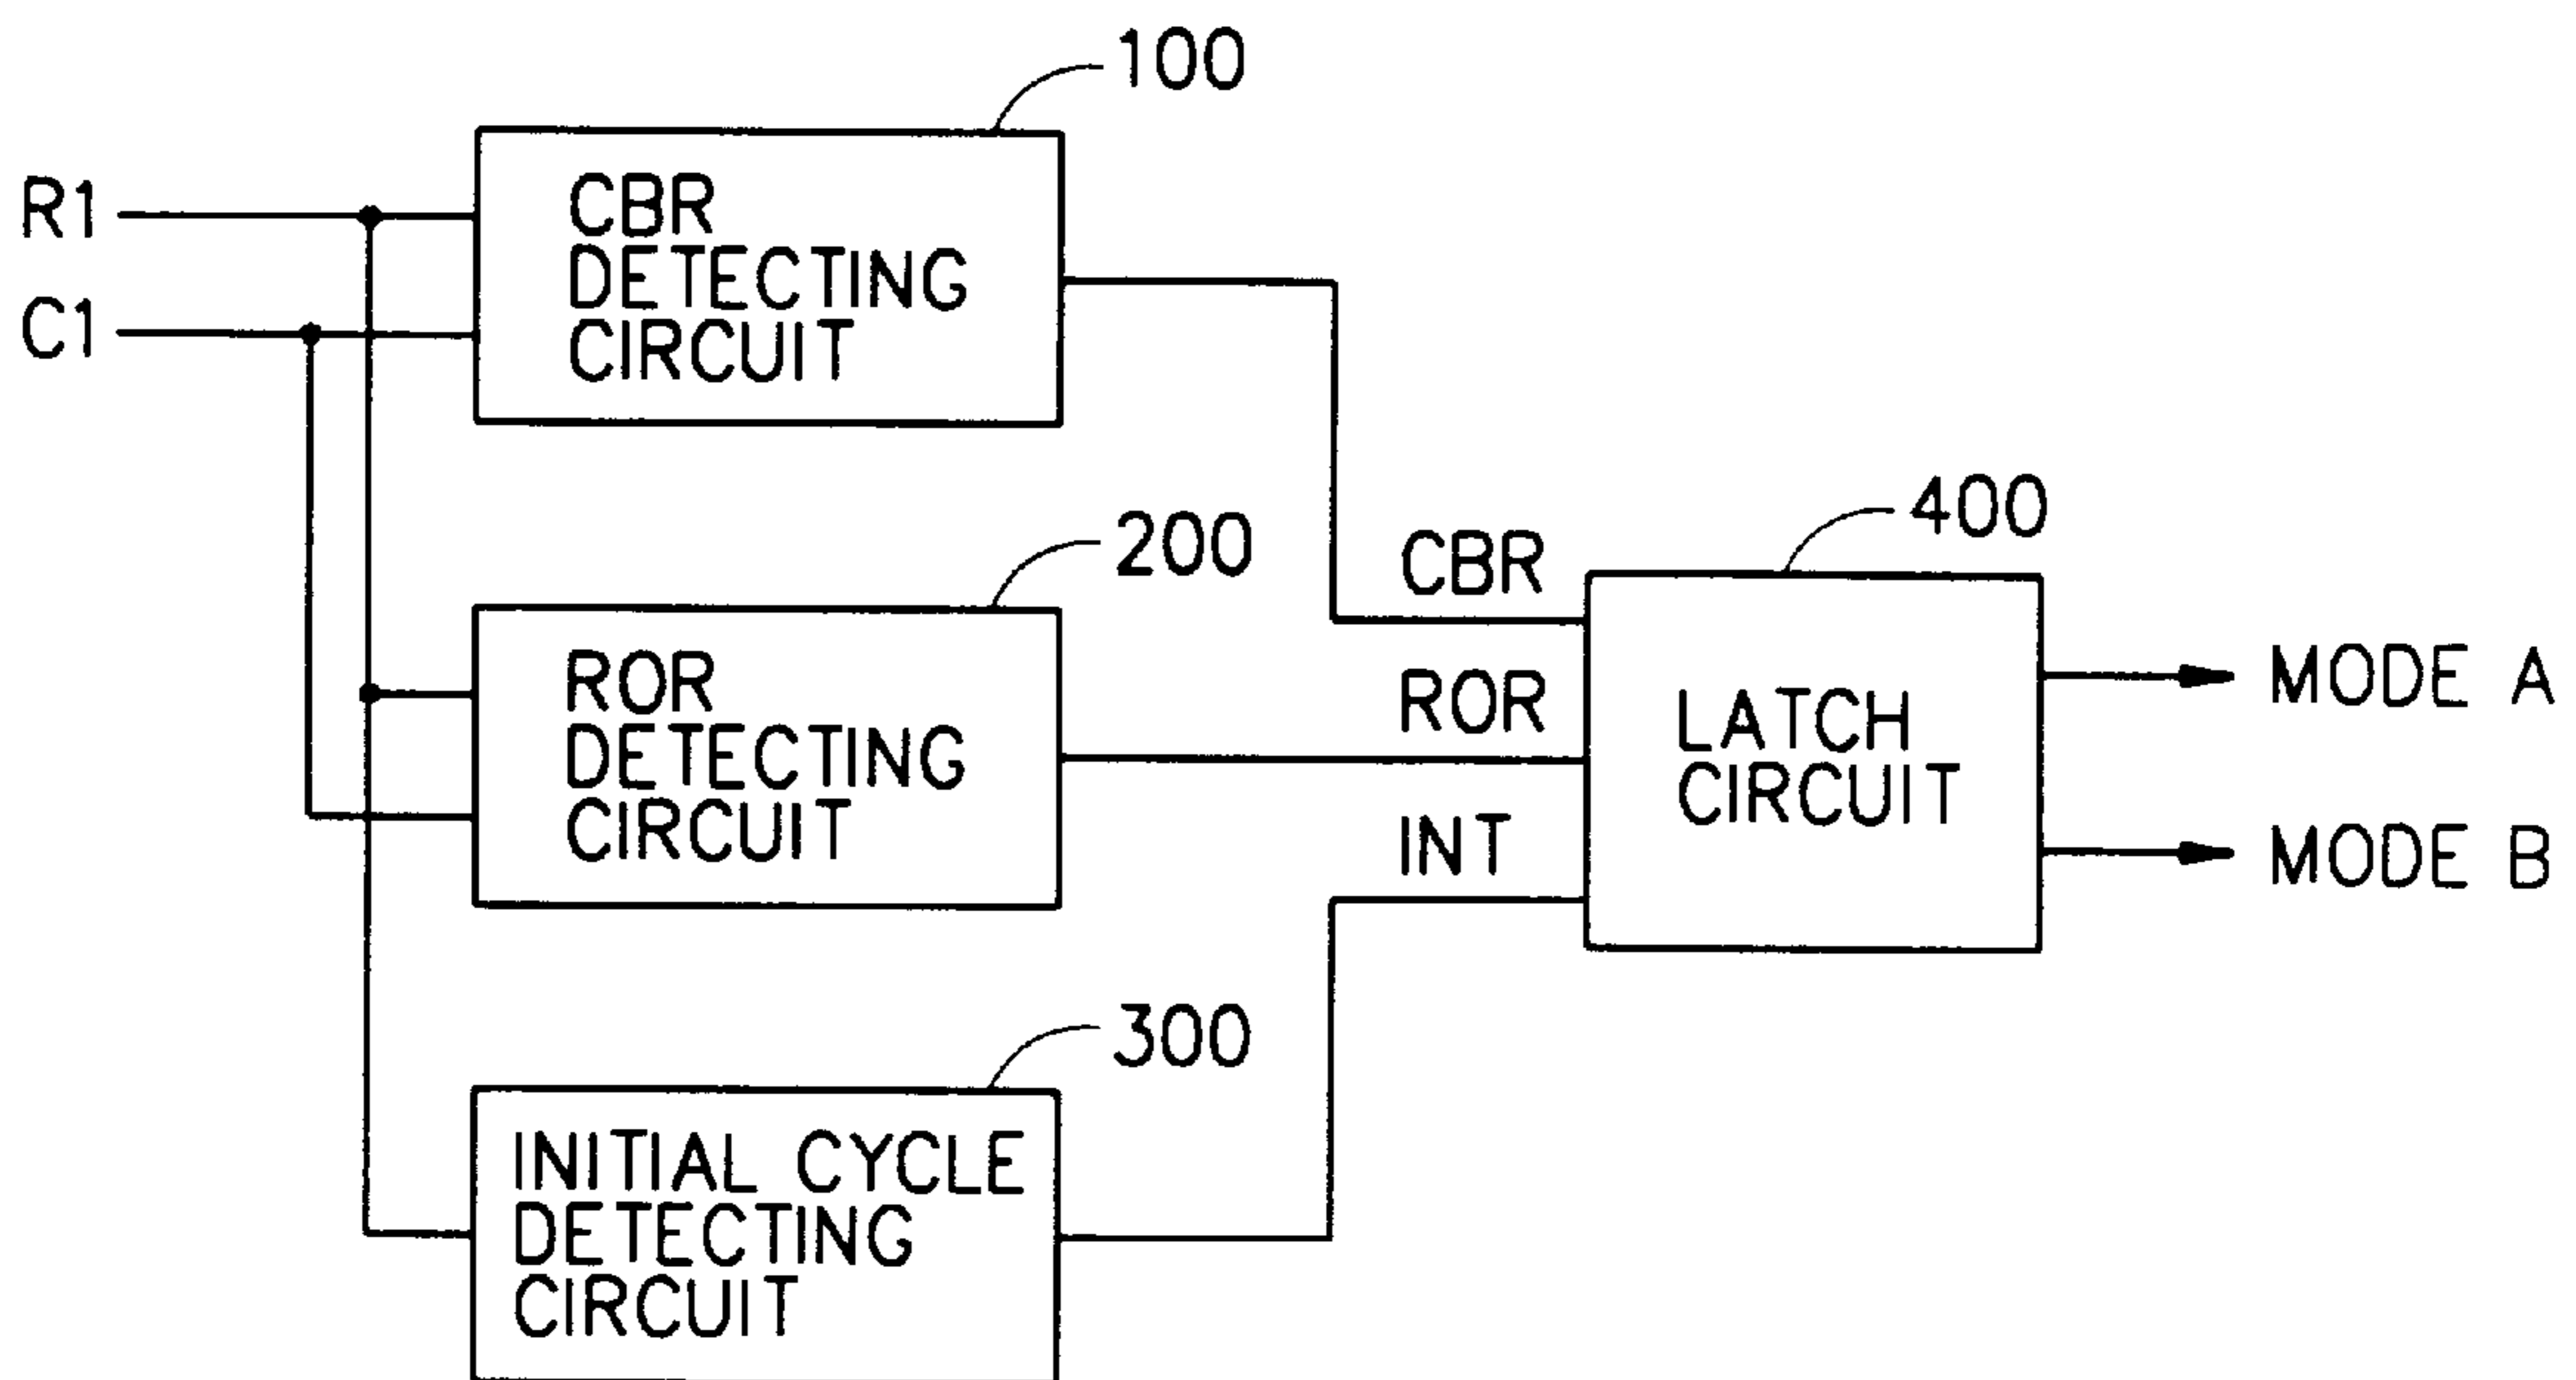 100
R1
C1
CBR
DETECTING
CIRCUIT
200
ROR
DETECTING
CIRCUIT
300
INITIAL CYCLE
DETECTING
CIRCUIT
CBR
ROR
INT
400
LATCH
CIRCUIT
MODE A
MODE B